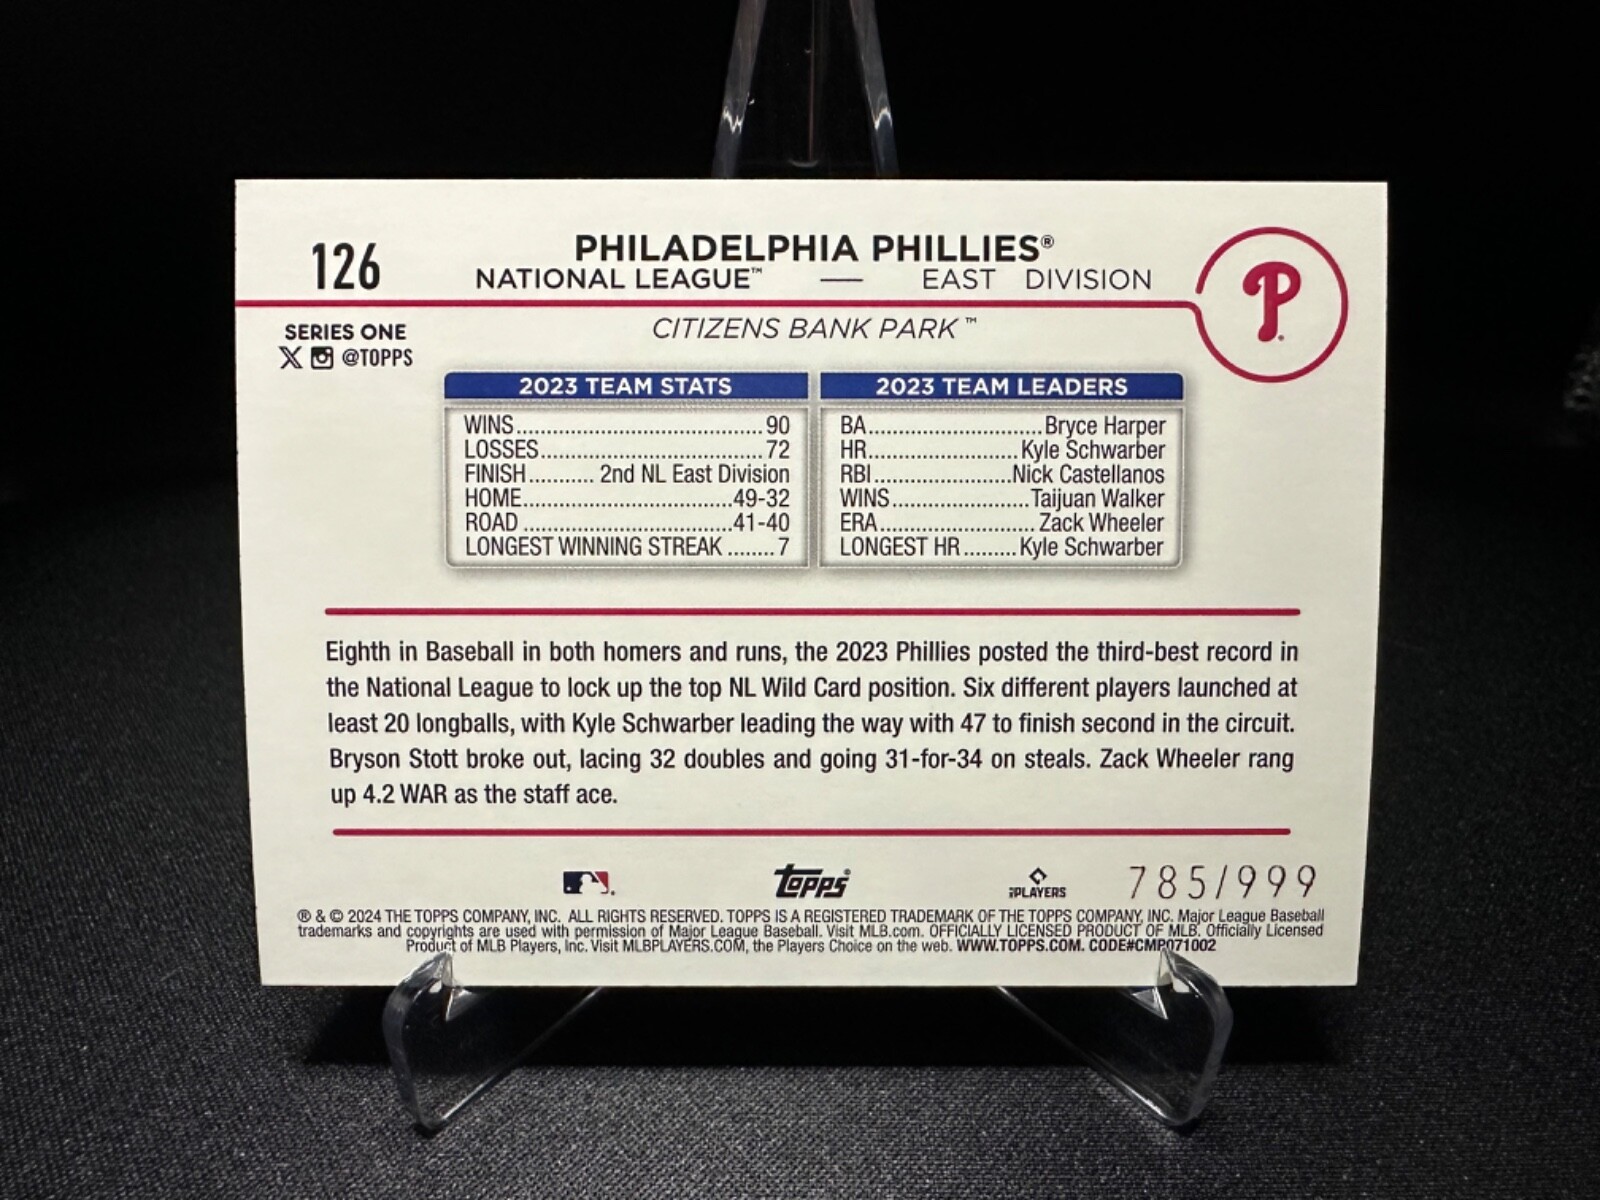 126
PHILADELPHIA PHILLIES®
NATIONAL LEAGUE™ — EAST DIVISION
P
SERIES ONE
X @TOPPS
CITIZENS BANK PARK™
2023 TEAM STATS
WINS..................................90
LOSSES..............................72
FINISH........... 2nd NL East Division
HOME.............................49-32
ROAD .............................41-40
LONGEST WINNING STREAK ........7
2023 TEAM LEADERS
BA........................Bryce Harper
HR.....................Kyle Schwarber
RBI...................Nick Castellanos
WINS...................Taijuan Walker
ERA.....................Zack Wheeler
LONGEST HR.........Kyle Schwarber
Eighth in Baseball in both homers and runs, the 2023 Phillies posted the third-best record in
the National League to lock up the top NL Wild Card position. Six different players launched at
least 20 longballs, with Kyle Schwarber leading the way with 47 to finish second in the circuit.
Bryson Stott broke out, lacing 32 doubles and going 31-for-34 on steals. Zack Wheeler rang
up 4.2 WAR as the staff ace.
topps®
PLAYERS
785/999
® & © 2024 THE TOPPS COMPANY, INC. ALL RIGHTS RESERVED. TOPPS IS A REGISTERED TRADEMARK OF THE TOPPS COMPANY, INC. Major League Baseball
trademarks and copyrights are used with permission of Major League Baseball. Visit MLB.com. OFFICIALLY LICENSED PRODUCT OF MLB. Officially Licensed
Product of MLB Players, Inc. Visit MLBPLAYERS.COM, the Players Choice on the web. WWW.TOPPS.COM. CODE#CMP071002